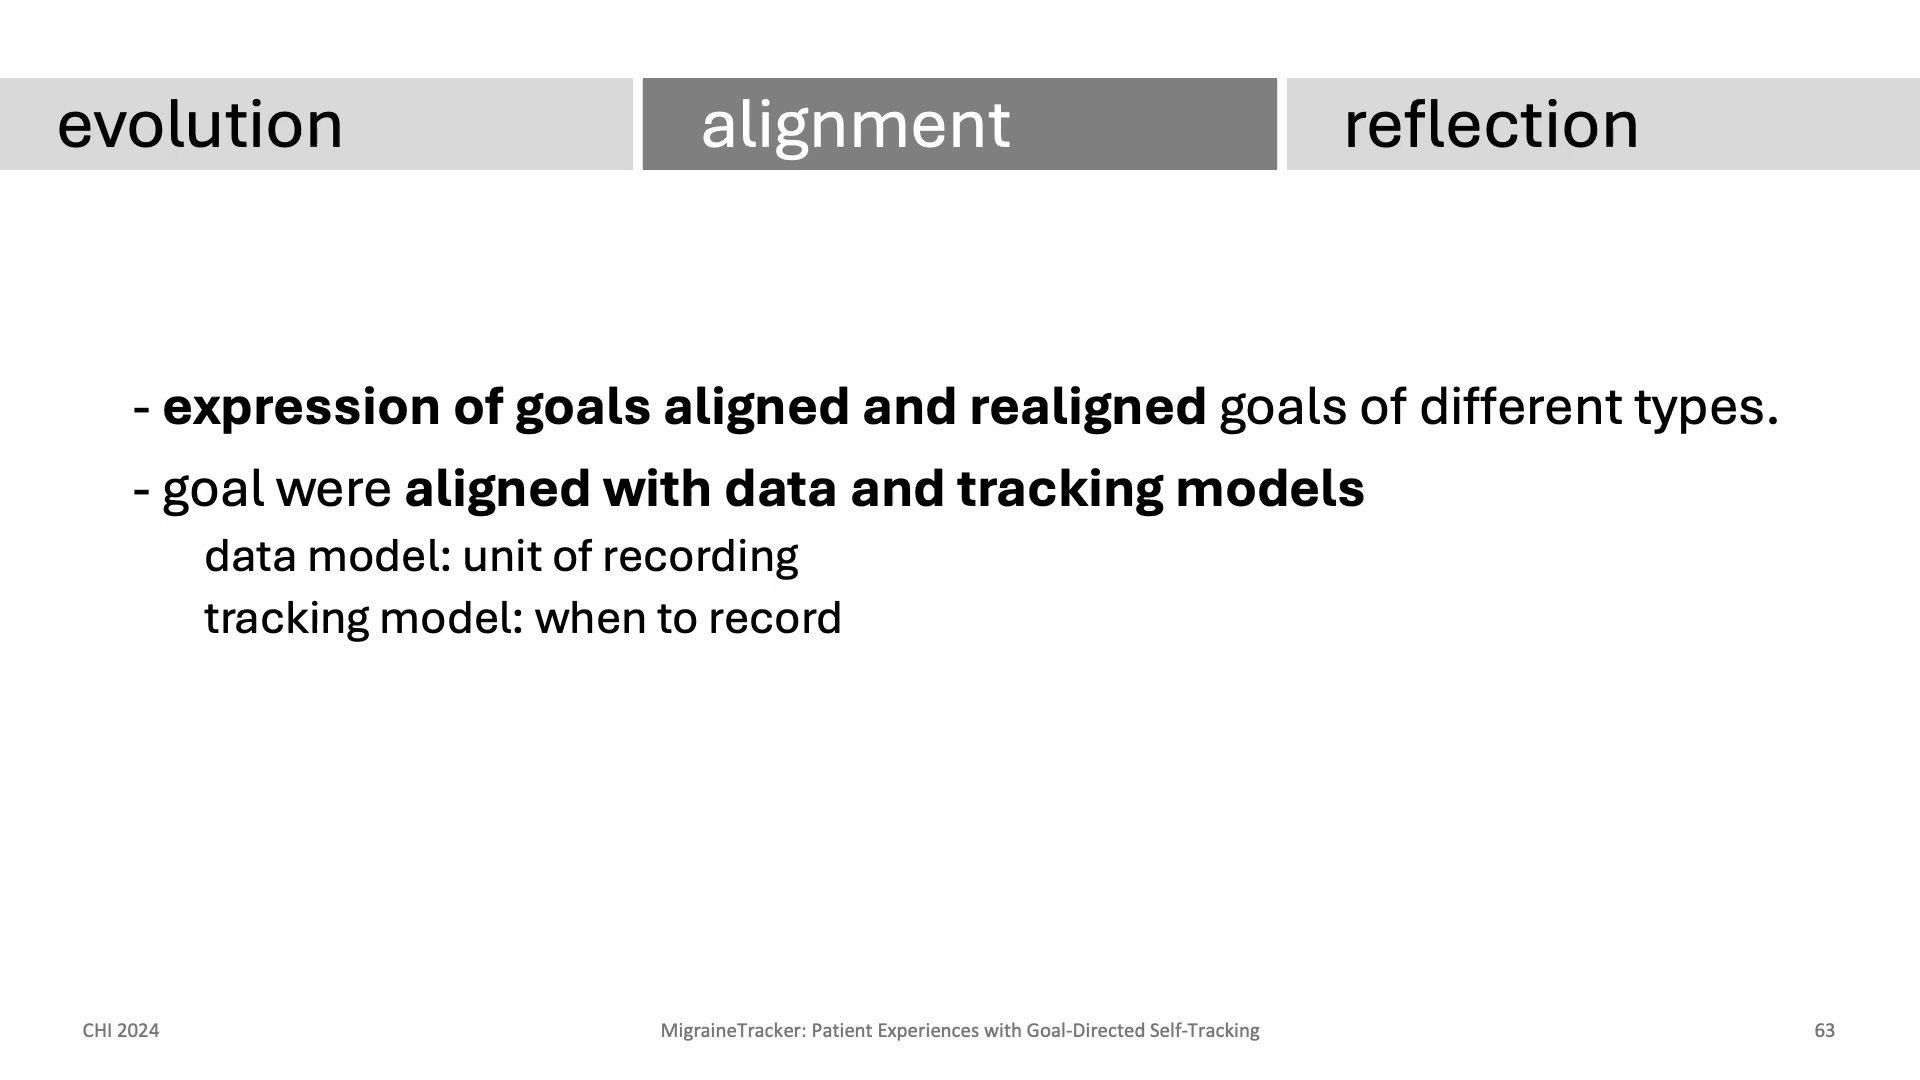 evolution
alignment
reflection
- expression of goals aligned and realigned goals of different types.
- goal were aligned with data and tracking models
data model: unit of recording
tracking model: when to record
CHI 2024
MigraineTracker: Patient Experiences with Goal-Directed Self-Tracking
63